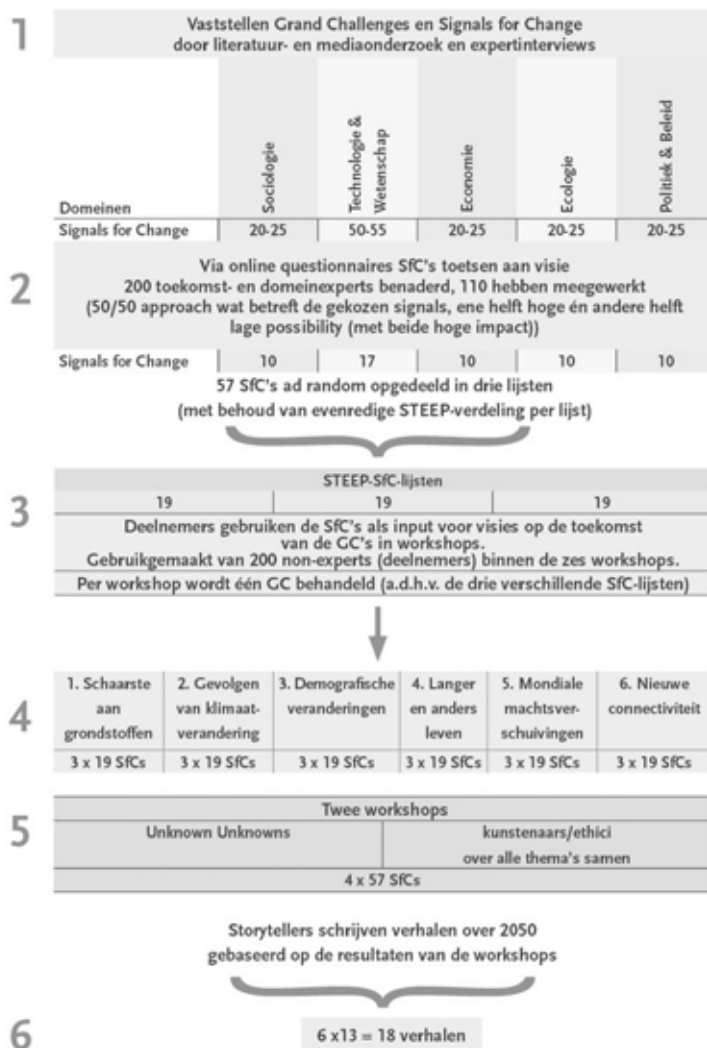 1
Vaststellen Grand Challenges en Signals for Change
door literatuur- en mediaonderzoek en expertinterviews
Domeinen
Sociologie
Technologie &
Wetenschap
Economie
Ecologie
Politiek & Beleid
Signals for Change 20-25 50-55 20-25 20-25 20-25
2
Via online questionnaires SfC's toetsen aan visie
200 toekomst- en domeinexperts benaderd, 110 hebben meegewerkt
(50/50 approach wat betreft de gekozen signals, ene helft hoge én andere helft
lage possibility (met beide hoge impact))
Signals for Change 10 17 10 10 10
57 SfC's ad random opgedeeld in drie lijsten
(met behoud van evenredige STEEP-verdeling per lijst)
3
STEEP-SfC-lijsten
19 19 19
Deelnemers gebruiken de SfC's als input voor visies op de toekomst
van de GC's in workshops.
Gebruikgemaakt van 200 non-experts (deelnemers) binnen de zes workshops.
Per workshop wordt één GC behandeld (a.d.h.v. de drie verschillende SfC-lijsten)
4
1. Schaarste
aan
grondstoffen
3 x 19 SfCs
2. Gevolgen
van klimaat-
verandering
3 x 19 SfCs
3. Demografische
veranderingen
3 x 19 SfCs
4. Langer
en anders
leven
3 x 19 SfCs
5. Mondiale
machtsver-
schuivingen
3 x 19 SfCs
6. Nieuwe
connectiviteit
3 x 19 SfCs
5
Twee workshops
Unknown Unknowns
kunstenaars/ethici
over alle thema's samen
4 x 57 SfCs
Storytellers schrijven verhalen over 2050
gebaseerd op de resultaten van de workshops
6
6 x13 = 18 verhalen